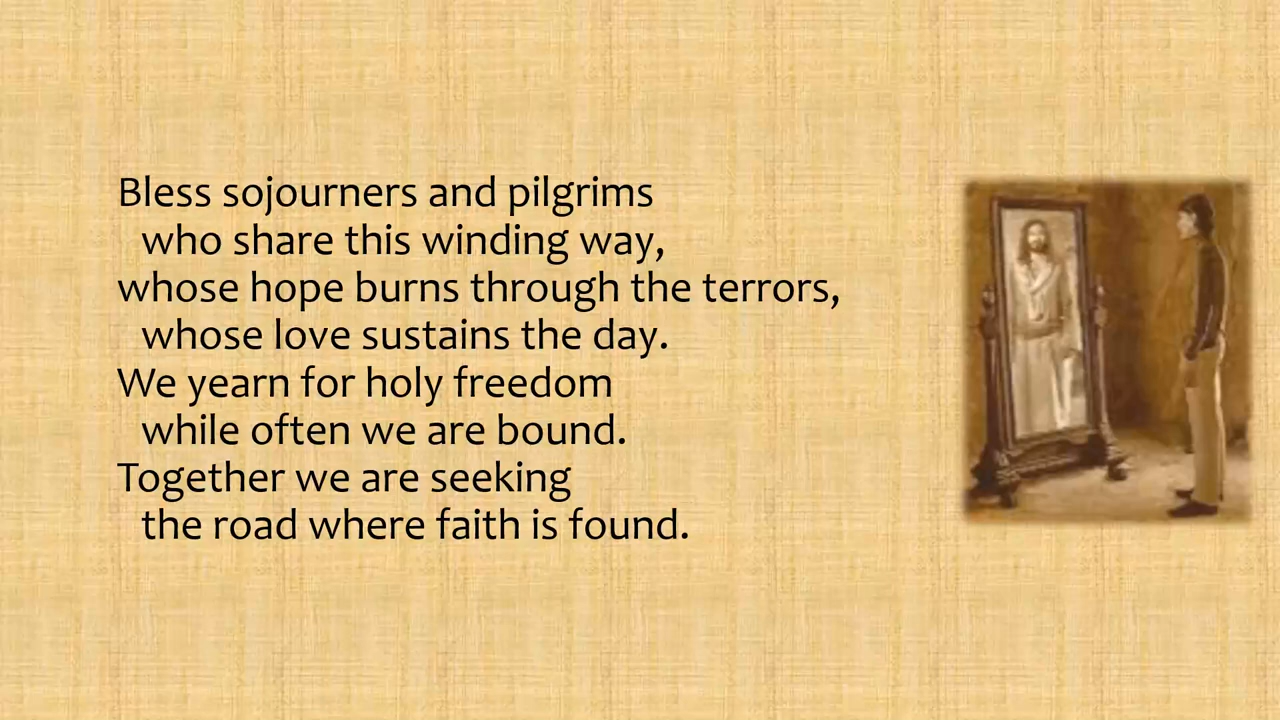 Bless sojourners and pilgrims
who share this winding way,
whose hope burns through the terrors,
whose love sustains the day.
We yearn for holy freedom
while often we are bound.
Together we are seeking
the road where faith is found.